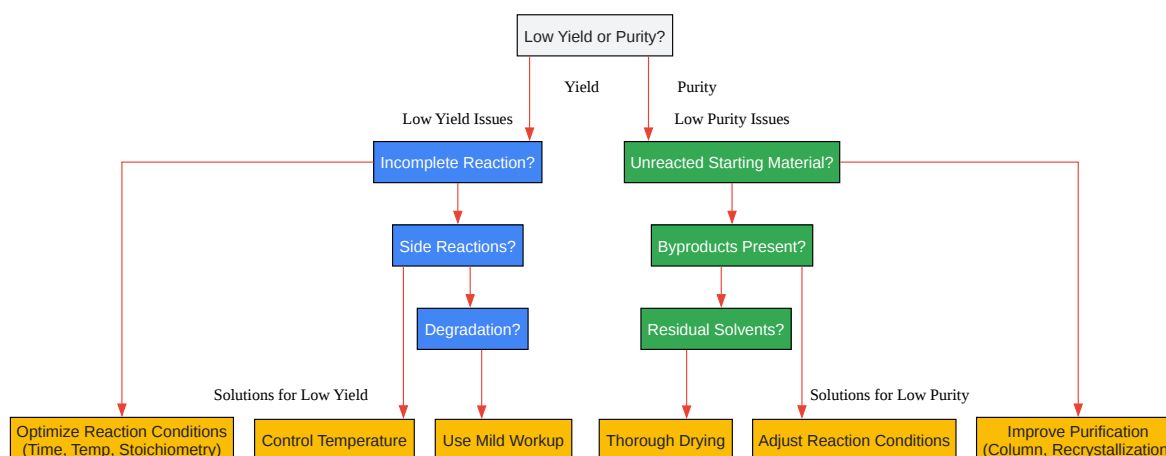 Low Yield or Purity?
Yield
Purity
Low Yield Issues
Low Purity Issues
Incomplete Reaction?
Unreacted Starting Material?
Side Reactions?
Byproducts Present?
Degradation?
Residual Solvents?
Solutions for Low Yield
Solutions for Low Purity
Optimize Reaction Conditions
(Time, Temp, Stoichiometry)
Control Temperature
Use Mild Workup
Thorough Drying
Adjust Reaction Conditions
Improve Purification
(Column, Recrystallization